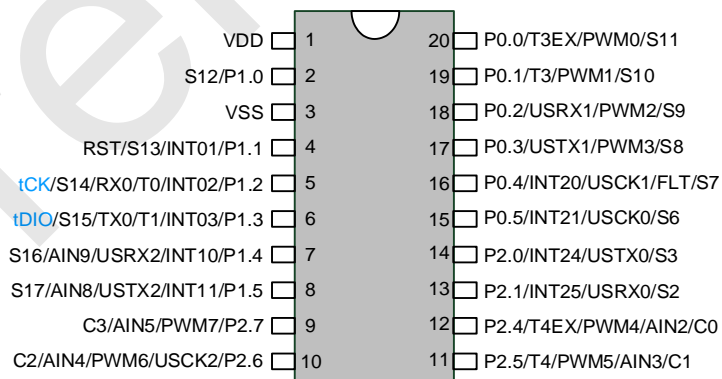 VDD 1 20 P0.0/T3EX/PWM0/S11
S12/P1.0 2 19 P0.1/T3/PWM1/S10
VSS 3 18 P0.2/USRX1/PWM2/S9
RST/S13/INT01/P1.1 4 17 P0.3/USTX1/PWM3/S8
tCK/S14/RX0/T0/INT02/P1.2 5 16 P0.4/INT20/USCK1/FLT/S7
tDIO/S15/TX0/T1/INT03/P1.3 6 15 P0.5/INT21/USCK0/S6
S16/AIN9/USRX2/INT10/P1.4 7 14 P2.0/INT24/USTX0/S3
S17/AIN8/USTX2/INT11/P1.5 8 13 P2.1/INT25/USRX0/S2
C3/AIN5/PWM7/P2.7 9 12 P2.4/T4EX/PWM4/AIN2/C0
C2/AIN4/PWM6/USCK2/P2.6 10 11 P2.5/T4/PWM5/AIN3/C1